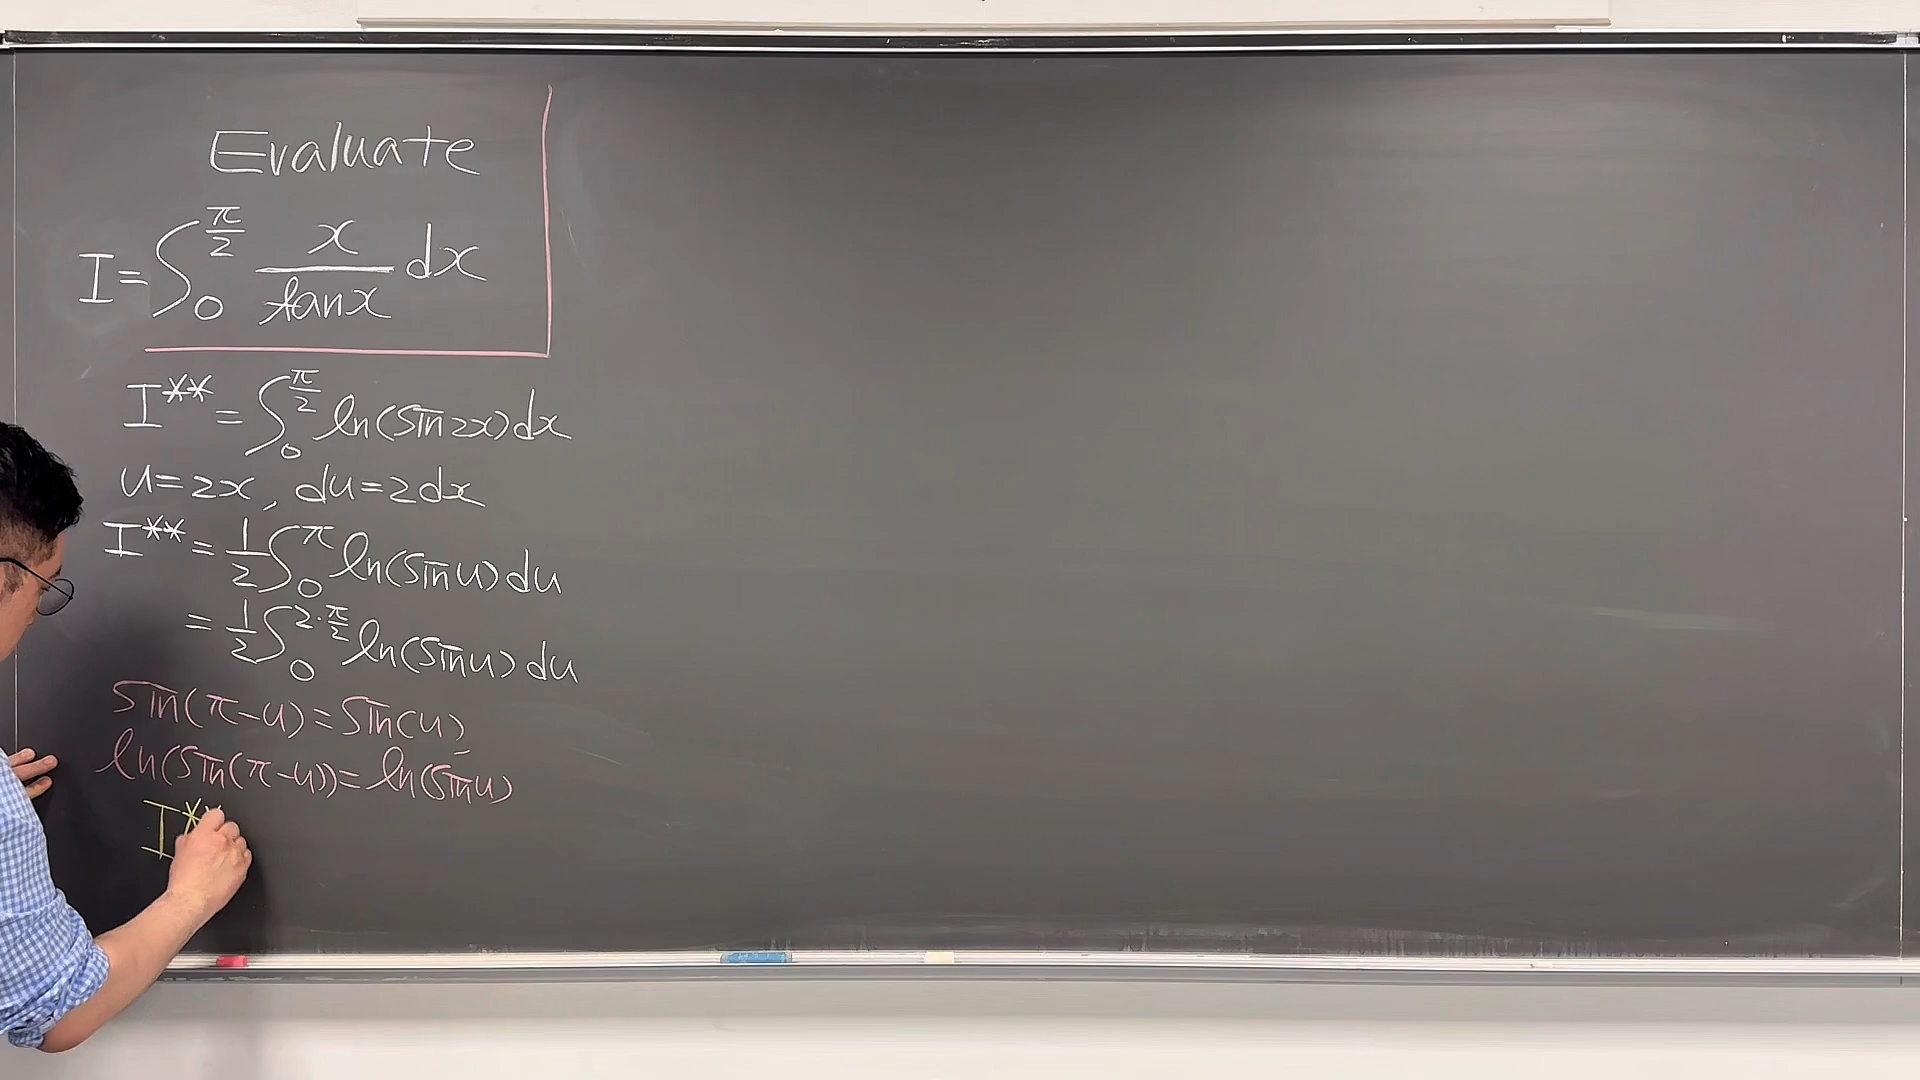 Evaluate
I=∫₀^(π/2) x/tanx dx
I**=∫₀^(π/2) ln(sin2x)dx
u=2x, du=2dx
I**=1/2∫₀^π ln(sinu)du
=1/2∫₀^(2·π/2) ln(sinu)du
sin(π-u)=sin(u),
ln(sin(π-u))=ln(sinu)
I**